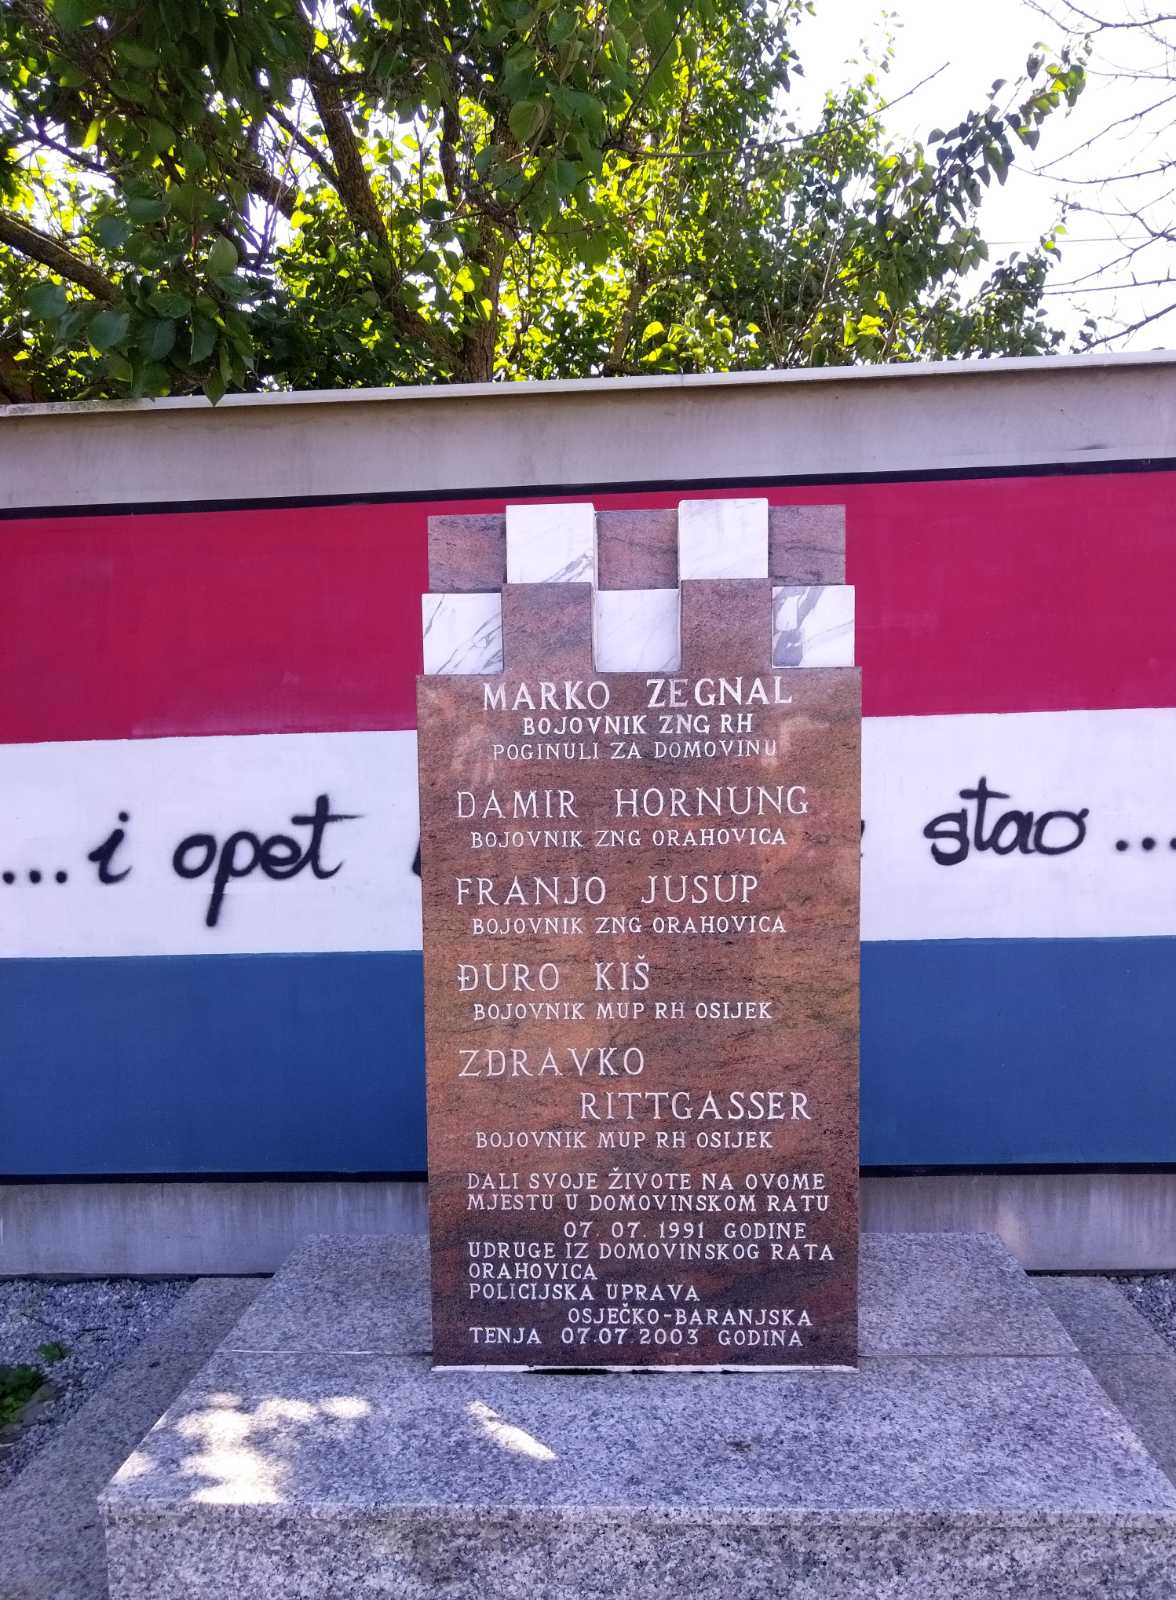 MARKO ZEGNAL
BOJOVNIK ZNG RH
POGINULI ZA DOMOVINU
DAMIR HORNUNG
BOJOVNIK ZNG ORAHOVICA
FRANJO JUSUP
BOJOVNIK ZNG ORAHOVICA
ĐURO KIŠ
BOJOVNIK MUP RH OSIJEK
ZDRAVKO
RITTGASSER
BOJOVNIK MUP RH OSIJEK
DALI SVOJE ŽIVOTE NA OVOME
MJESTU U DOMOVINSKOM RATU
07. 07. 1991 GODINE
UDRUGE IZ DOMOVINSKOG RATA
ORAHOVICA
POLICIJSKA UPRAVA
OSJEČKO-BARANJSKA
TENJA 07.07 2003 GODINA
...i opet stao...